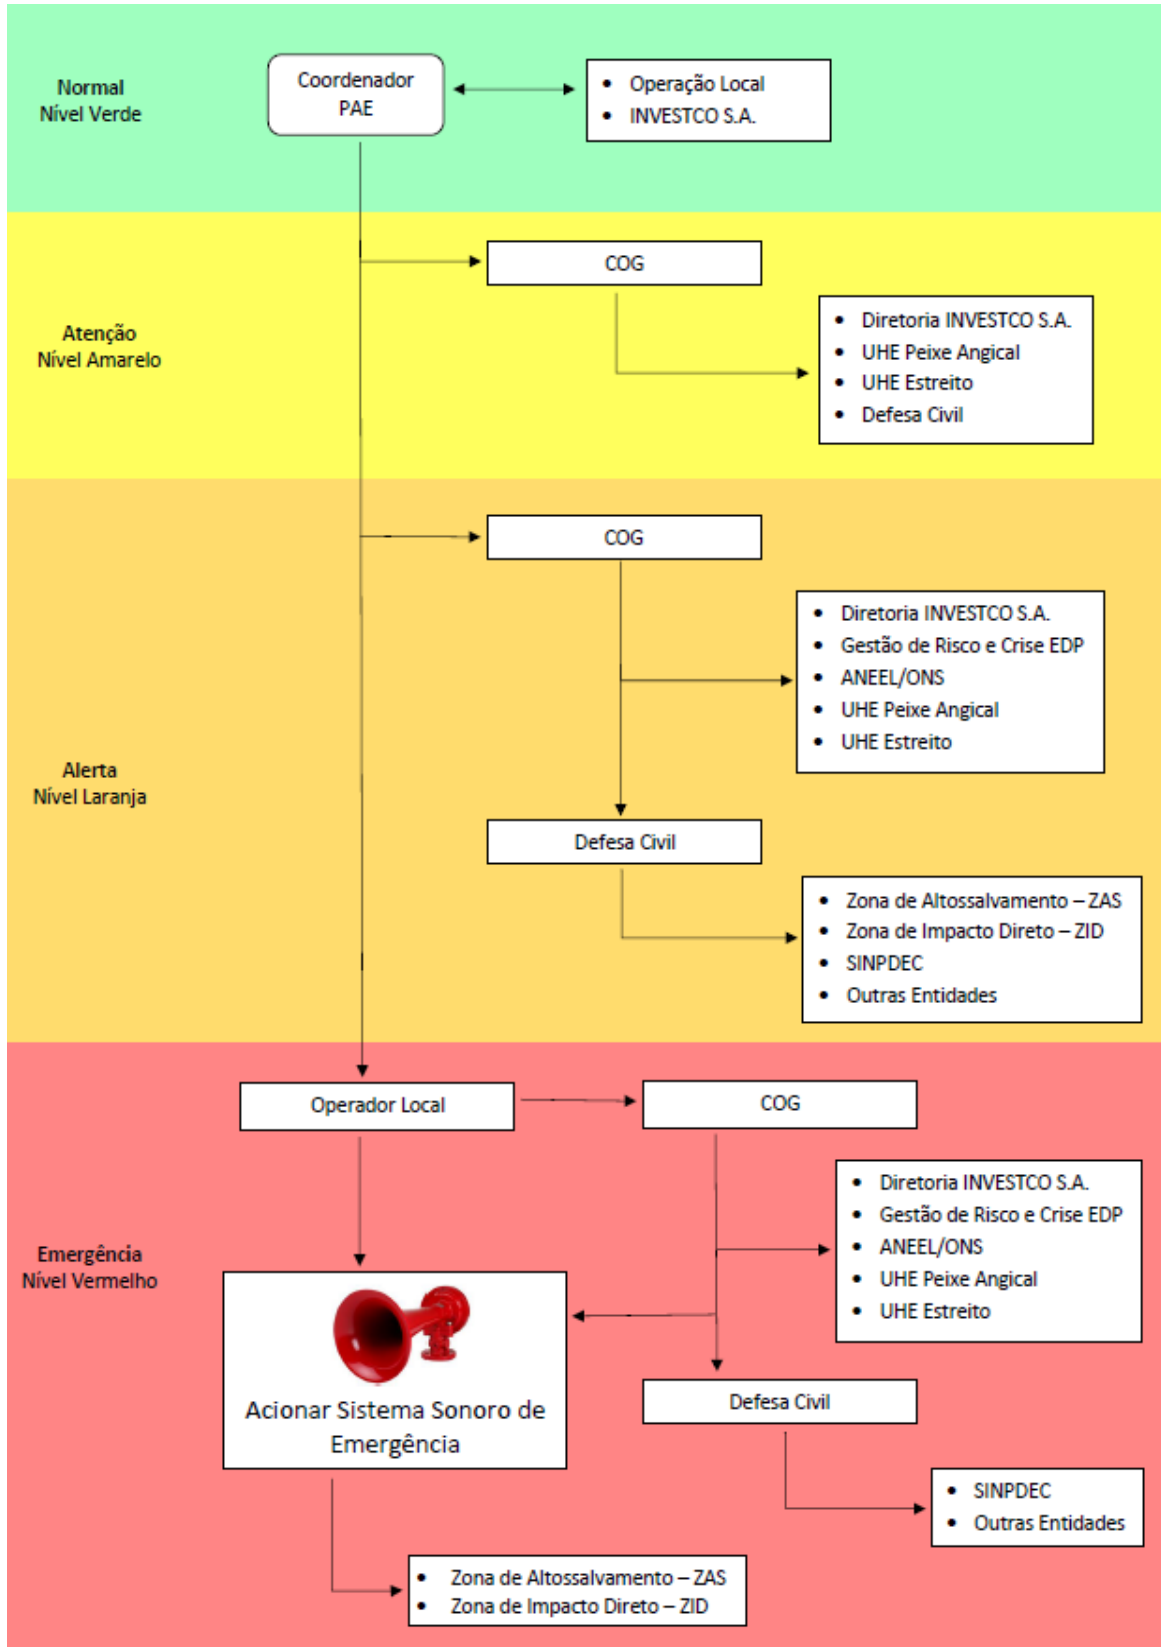 Normal
Nível Verde
Coordenador
PAE
• Operação Local
• INVESTCO S.A.
Atenção
Nível Amarelo
COG
• Diretoria INVESTCO S.A.
• UHE Peixe Angical
• UHE Estreito
• Defesa Civil
Alerta
Nível Laranja
COG
• Diretoria INVESTCO S.A.
• Gestão de Risco e Crise EDP
• ANEEL/ONS
• UHE Peixe Angical
• UHE Estreito
Defesa Civil
• Zona de Altossalvamento – ZAS
• Zona de Impacto Direto – ZID
• SINPDEC
• Outras Entidades
Emergência
Nível Vermelho
Operador Local
COG
• Diretoria INVESTCO S.A.
• Gestão de Risco e Crise EDP
• ANEEL/ONS
• UHE Peixe Angical
• UHE Estreito
Acionar Sistema Sonoro de
Emergência
Defesa Civil
• SINPDEC
• Outras Entidades
• Zona de Altossalvamento – ZAS
• Zona de Impacto Direto – ZID